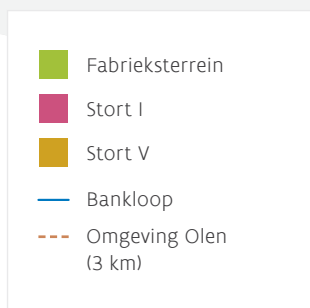 Fabrieksterrein
Stort I
Stort V
Bankloop
Omgeving Olen
(3 km)